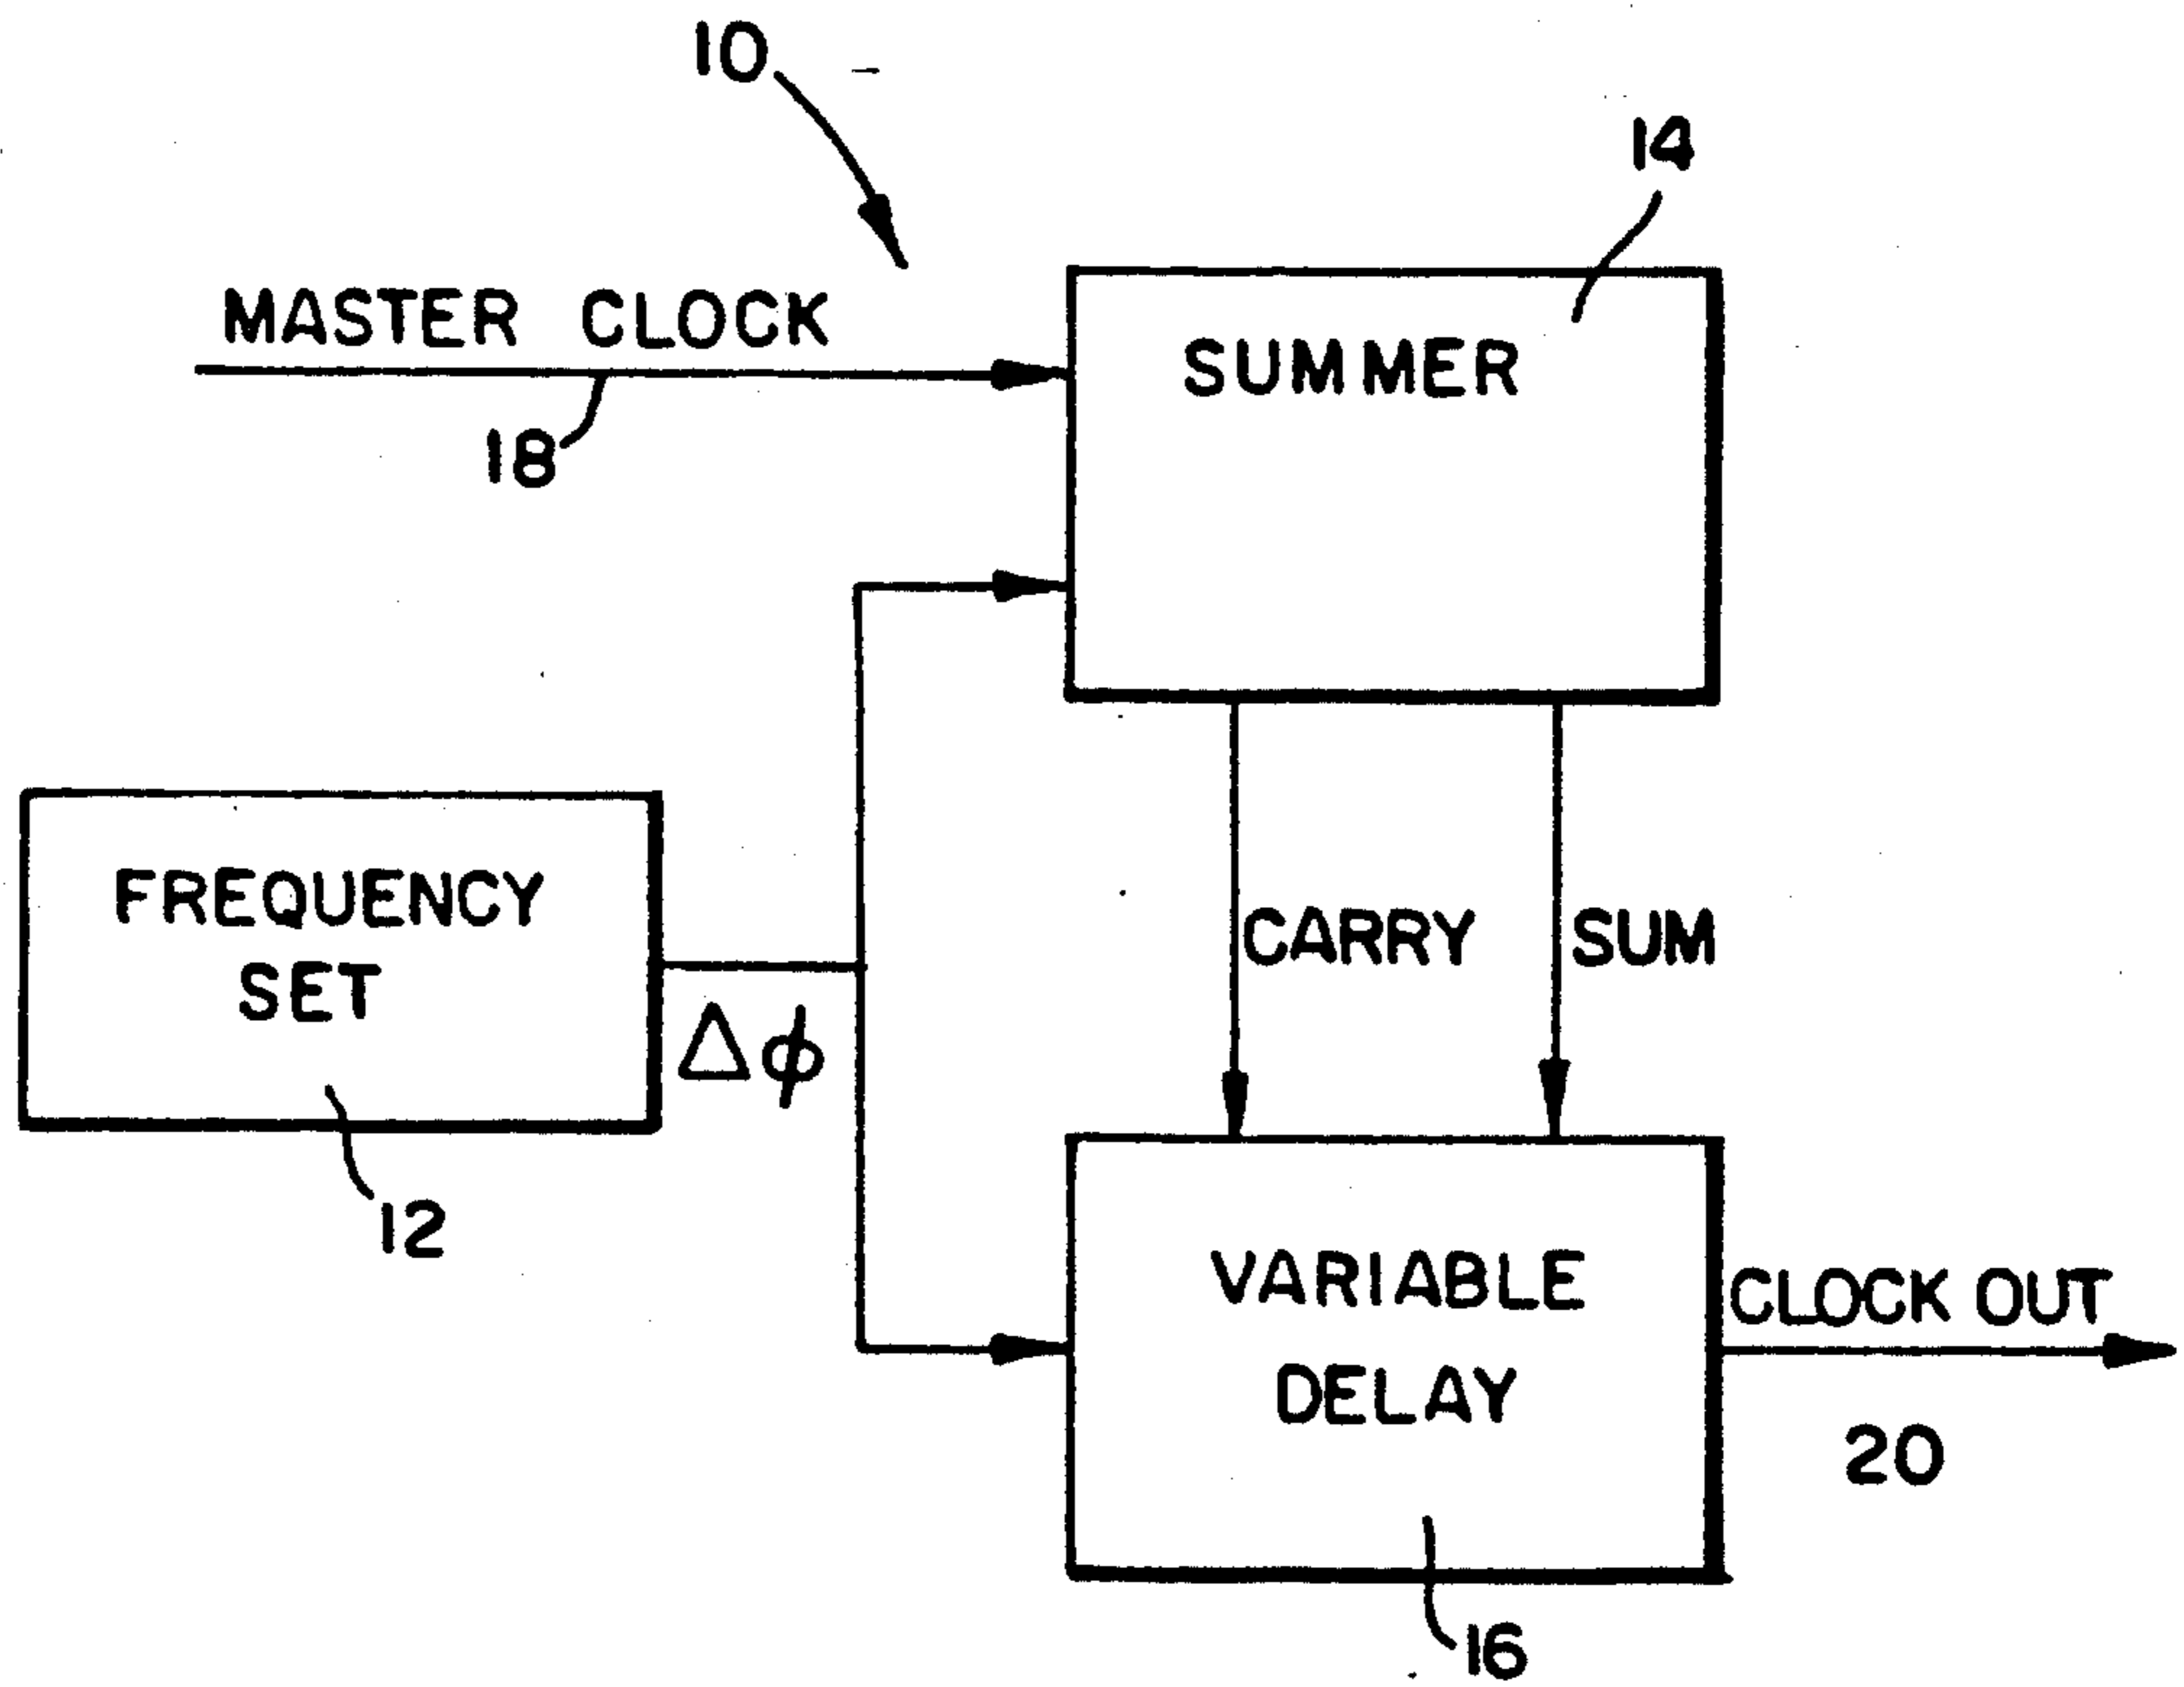 10
14
MASTER CLOCK
SUMMER
18
FREQUENCY
SET
Δϕ
CARRY
SUM
12
VARIABLE
DELAY
CLOCK OUT
20
16